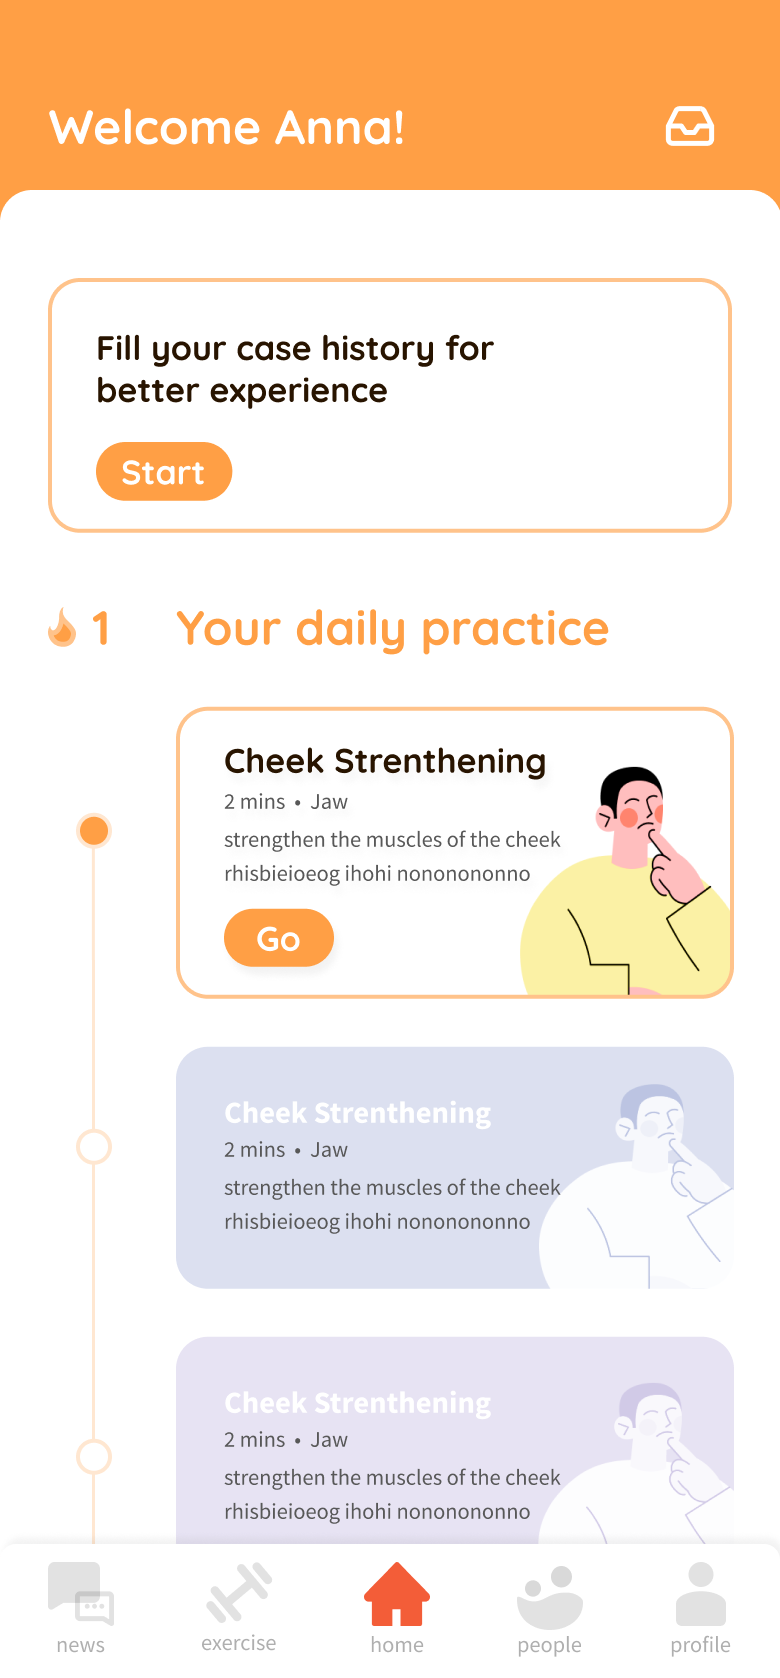 Welcome Anna!
Fill your case history for
better experience
Start
1
Your daily practice
Cheek Strenthening
2 mins • Jaw
strengthen the muscles of the cheek
rhisbieioeog ihohi nonononono
Go
Cheek Strenthening
2 mins • Jaw
strengthen the muscles of the cheek
rhisbieioeog ihohi nonononono
Cheek Strenthening
2 mins • Jaw
strengthen the muscles of the cheek
rhisbieioeog ihohi nonononono
news
exercise
home
people
profile